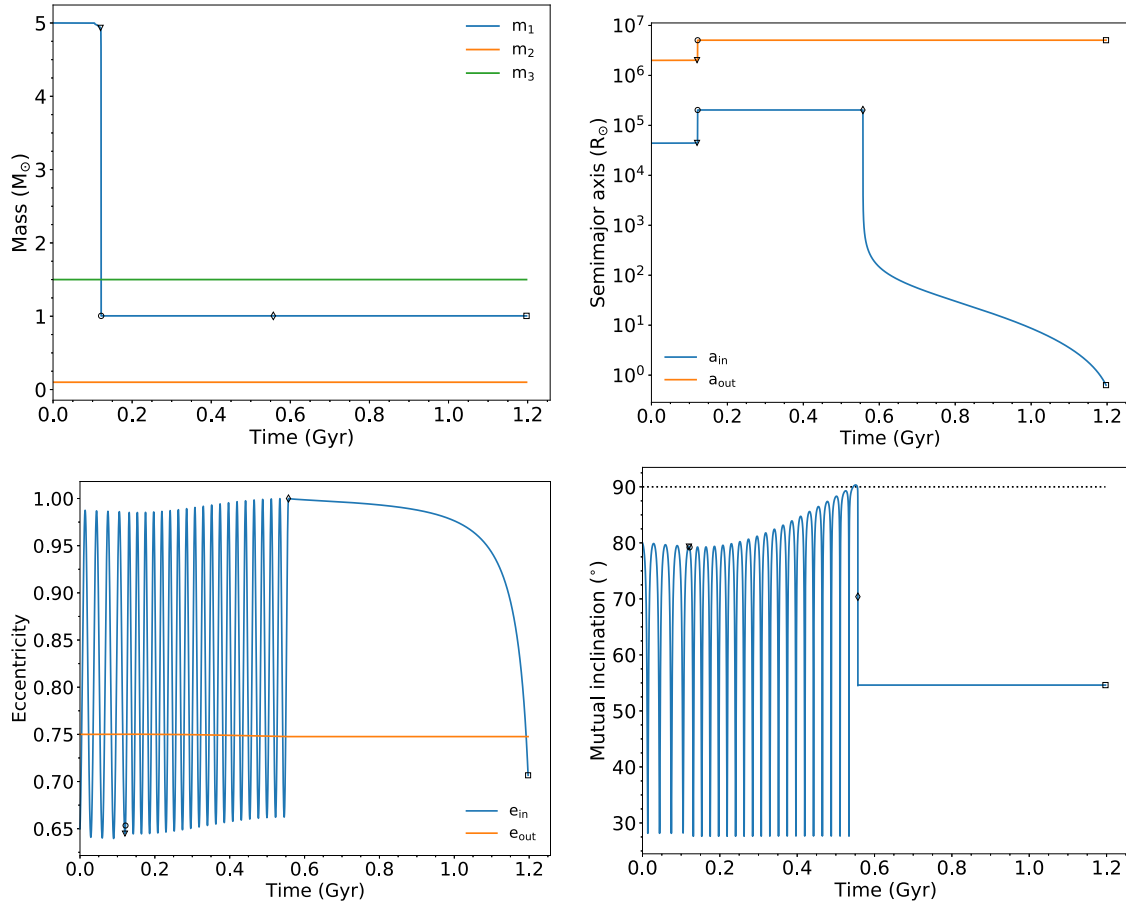 5
4
3
2
1
0
Mass (M⊙)
m1
m2
m3
0.0 0.2 0.4 0.6 0.8 1.0 1.2
Time (Gyr)
10^7
10^6
10^5
10^4
10^3
10^2
10^1
10^0
Semimajor axis (R⊙)
a_in
a_out
0.0 0.2 0.4 0.6 0.8 1.0 1.2
Time (Gyr)
1.00
0.95
0.90
0.85
0.80
0.75
0.70
0.65
Eccentricity
e_in
e_out
0.0 0.2 0.4 0.6 0.8 1.0 1.2
Time (Gyr)
90
80
70
60
50
40
30
Mutual inclination (°)
0.0 0.2 0.4 0.6 0.8 1.0 1.2
Time (Gyr)